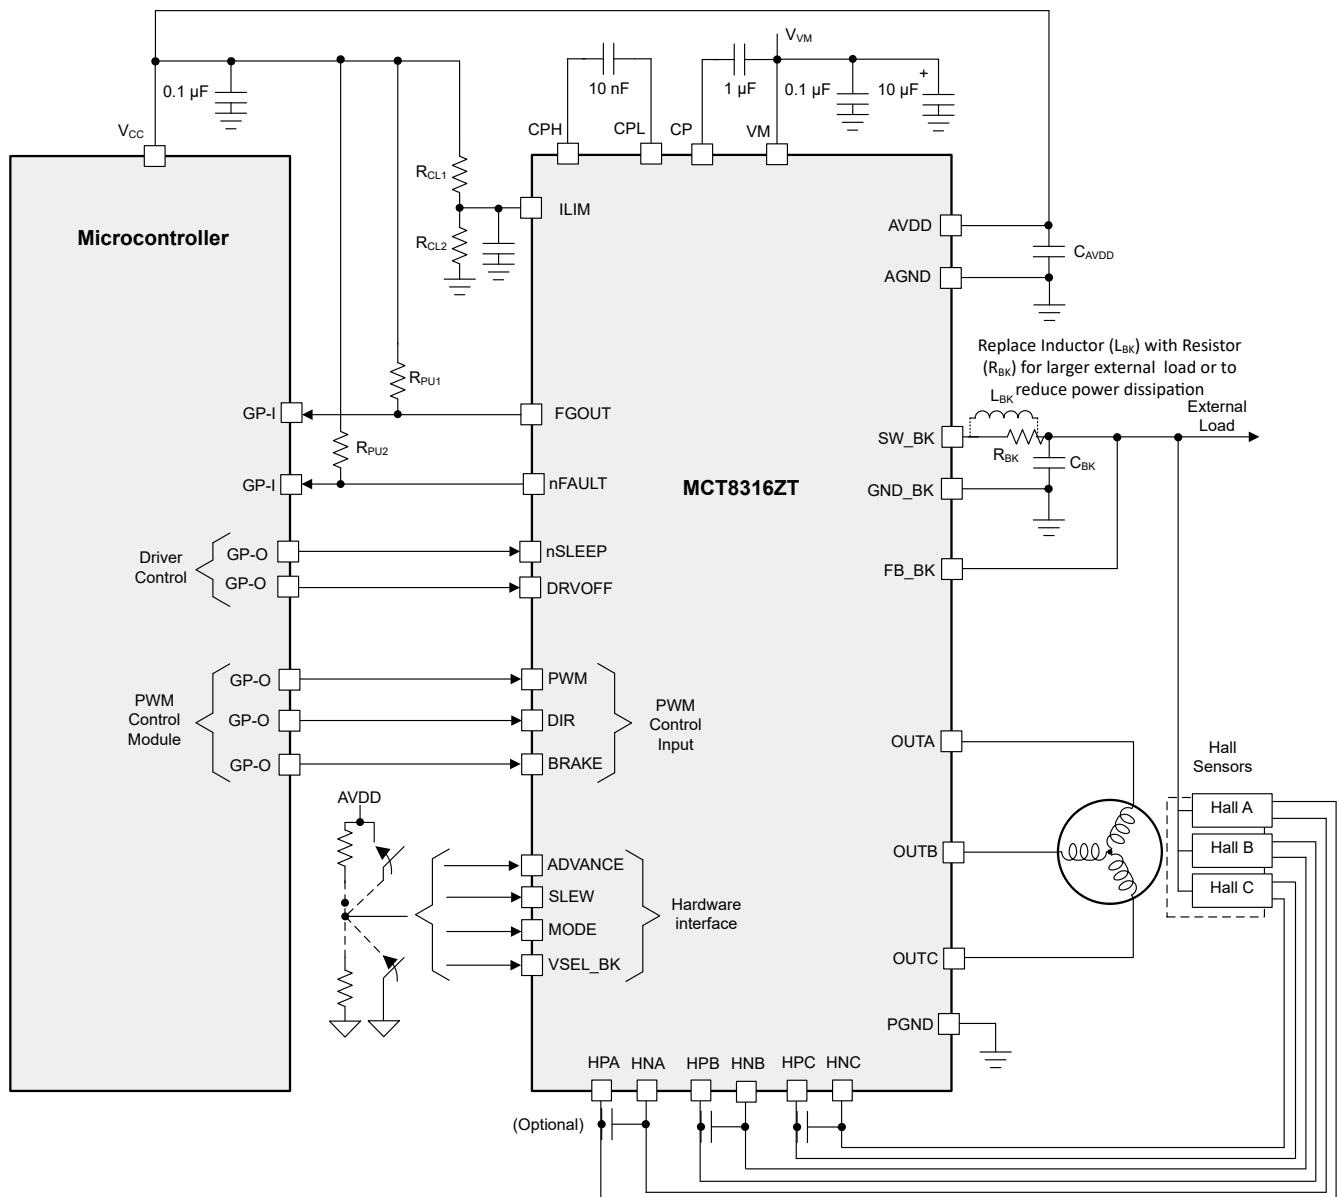 V_VM
+
0.1 µF
10 nF
1 µF
0.1 µF
10 µF
V_CC
CPH
CPL
CP
VM
R_CL1
ILIM
R_CL2
Microcontroller
AVDD
C_AVDD
AGND
Replace Inductor (L_BK) with Resistor
(R_BK) for larger external load or to
reduce power dissipation
R_PU1
L_BK
External
Load
GP-I
FGOUT
SW_BK
R_PU2
R_BK
C_BK
GP-I
nFAULT
MCT8316ZT
GND_BK
Driver
Control
GP-O
nSLEEP
FB_BK
GP-O
DRVOFF
PWM
Control
Module
GP-O
PWM
GP-O
DIR
GP-O
BRAKE
PWM
Control
Input
OUTA
Hall
Sensors
AVDD
Hall A
Hall B
Hall C
ADVANCE
SLEW
MODE
VSEL_BK
Hardware
interface
OUTB
OUTC
PGND
HPA
HNA
HPB
HNB
HPC
HNC
(Optional)